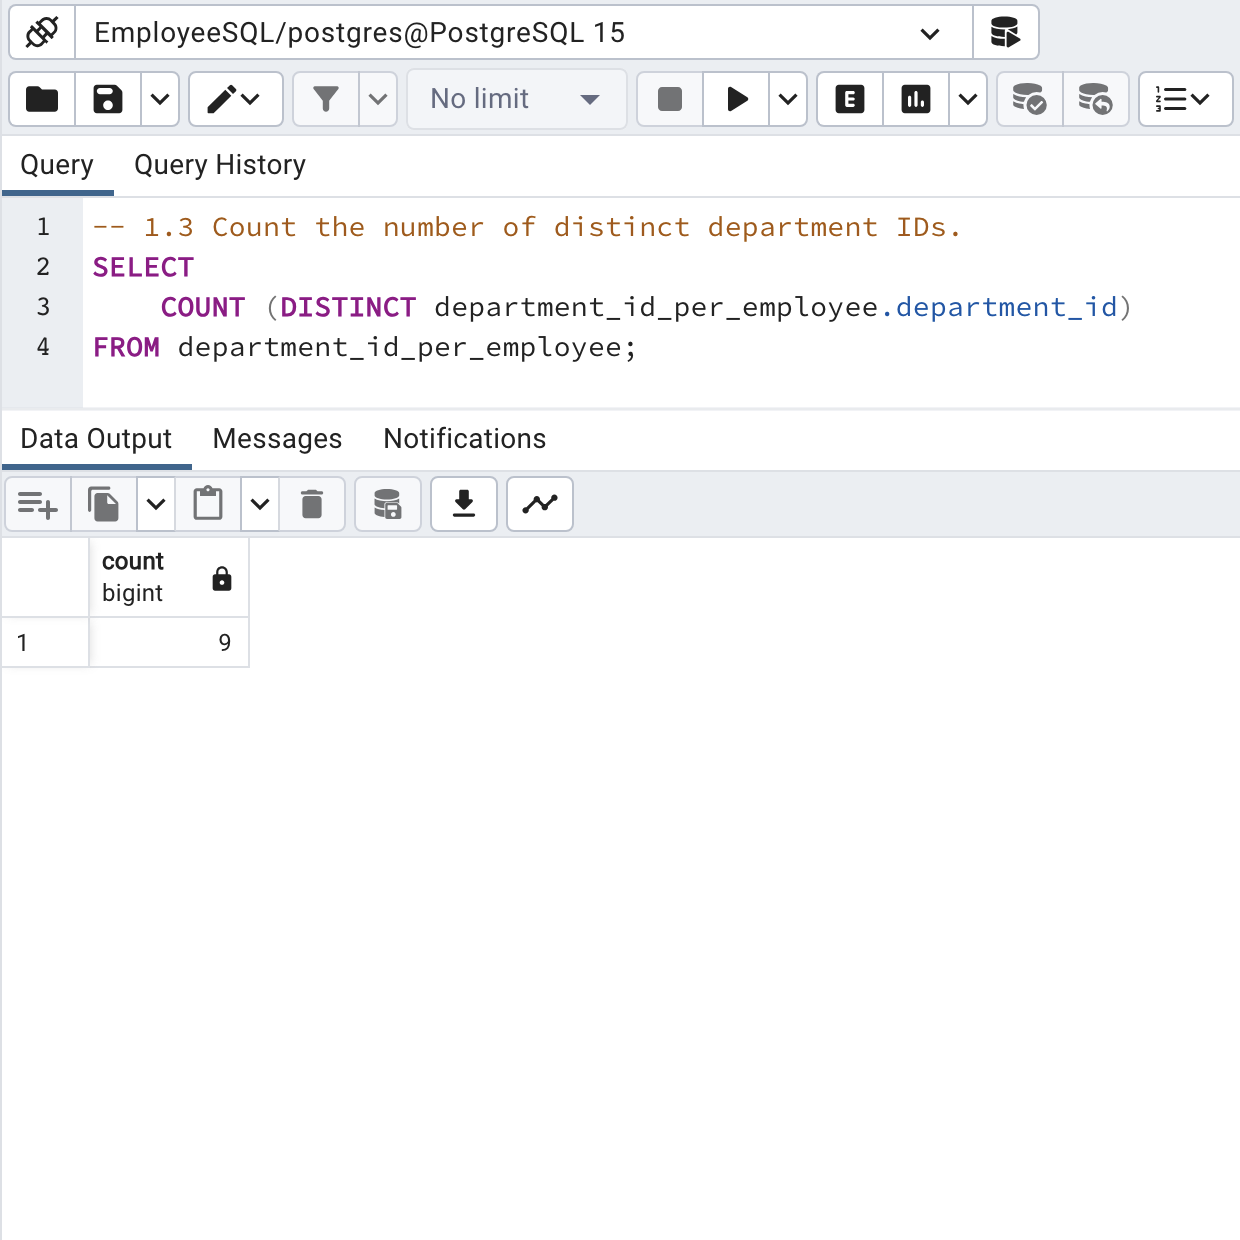 EmployeeSQL/postgres@PostgreSQL 15
No limit
E
Query Query History
1 -- 1.3 Count the number of distinct department IDs.
2 SELECT
3 COUNT (DISTINCT department_id_per_employee.department_id)
4 FROM department_id_per_employee;
Data Output Messages Notifications
count
bigint
1 9